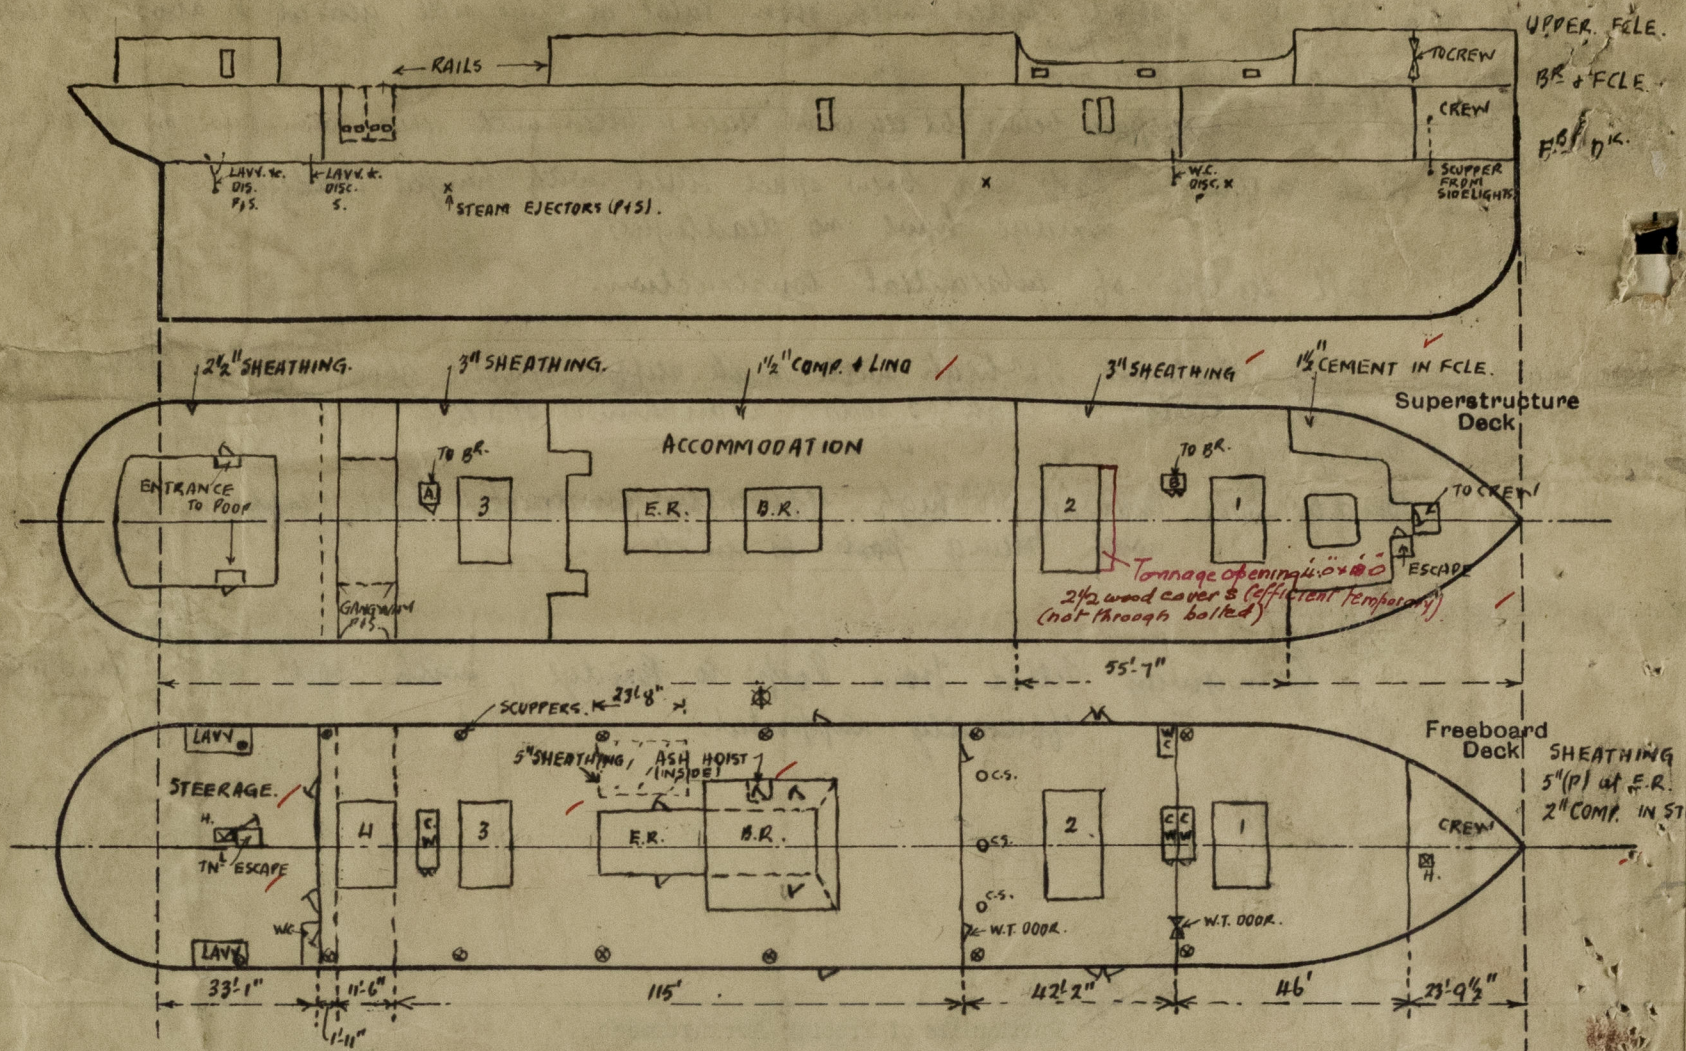 UPPER. FCLE.
RAILS
TO CREW
BR & FCLE.
CREW
LAVY. &c.
DIS.
P&S.
LAVY. &c.
DISC.
S.
STEAM EJECTORS (P&S).
W.C.
DISC.
P
SCUPPER
FROM
SIDELIGHTS
2½" SHEATHING.
3" SHEATHING.
1½" COMP. & LINO
3" SHEATHING
1½" CEMENT IN FCLE.
Superstructure
Deck
ACCOMMODATION
TO BR.
TO BR.
ENTRANCE
TO POOP
A
3
E.R.
B.R.
2
B
1
TO CREW
ESCAPE
Tonnage opening
2½ wood covers (efficient temporary)
(not through bolted)
GANGWAY
P&S.
55'-7"
SCUPPERS.
23'-8"
Freeboard
Deck
LAVY
5" SHEATHING,
ASH HOIST
(INSIDE)
W
C
SHEATHING
5" (P) at E.R.
2" COMP. IN ST
STEERAGE.
C.S.
H.
4
C
W
3
E.R.
B.R.
C.S.
2
C C
W W
1
CREW
H.
TNL ESCAPE
C.S.
WC
W.T. DOOR.
W.T. DOOR.
LAVY
33'-1"
11'-6"
115'
42'-2"
46'
23'-9½"
1'-11"